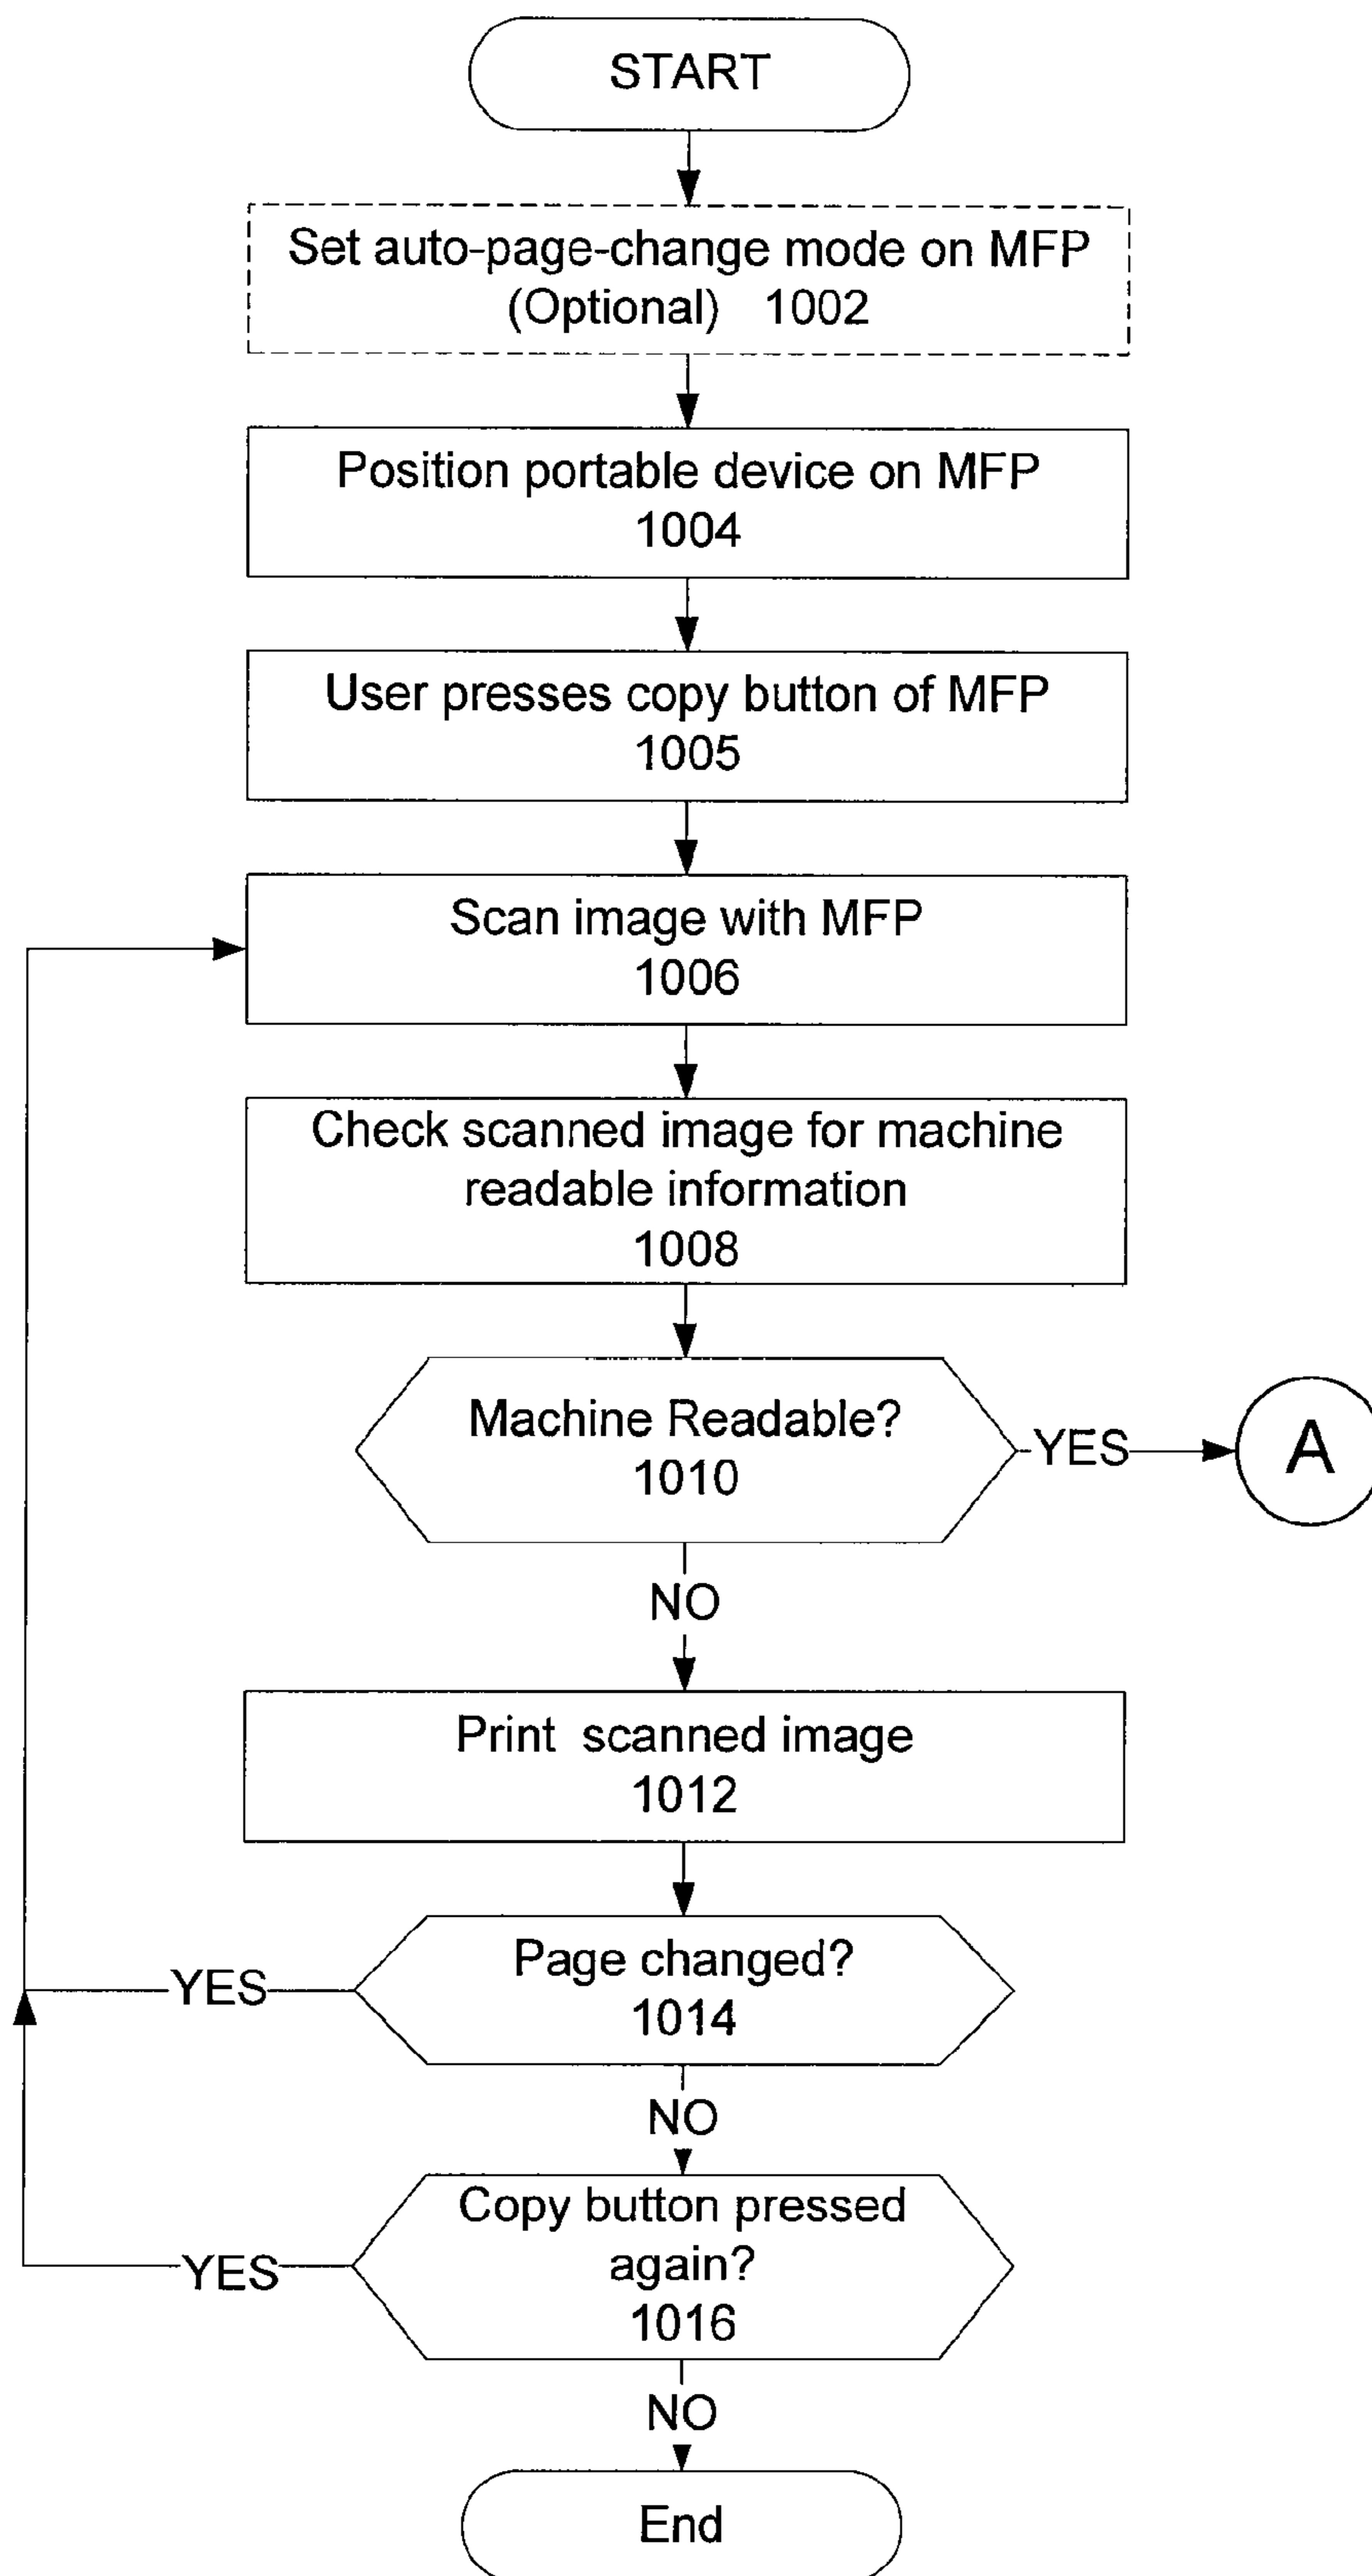 START
Set auto-page-change mode on MFP
(Optional) 1002
Position portable device on MFP
1004
User presses copy button of MFP
1005
Scan image with MFP
1006
Check scanned image for machine
readable information
1008
Machine Readable?
1010
YES
A
NO
Print scanned image
1012
Page changed?
1014
YES
NO
Copy button pressed
again?
1016
YES
NO
End